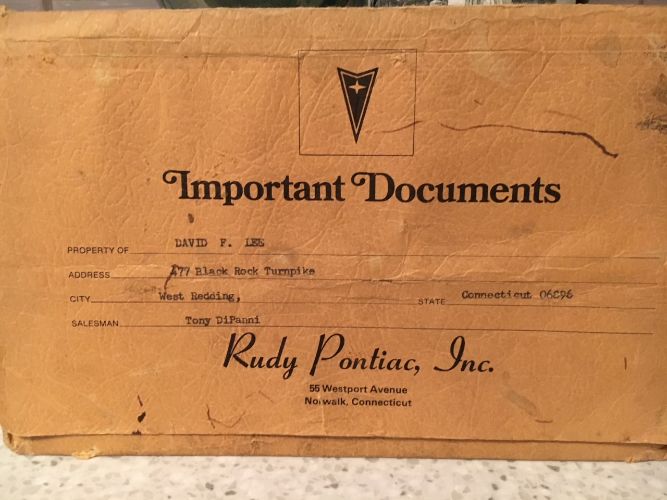 Important Documents
PROPERTY OF DAVID F. LEE
ADDRESS 177 Black Rock Turnpike
CITY West Redding, STATE Connecticut 06896
SALESMAN Tony DiPanni
Rudy Pontiac, Inc.
55 Westport Avenue
Norwalk, Connecticut